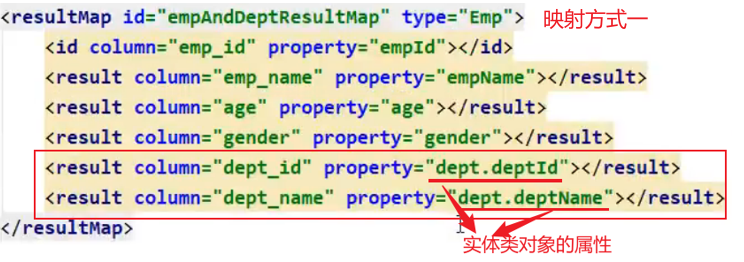 <resultMap id="empAndDeptResultMap" type="Emp"> 映射方式一
<id column="emp_id" property="empId"></id>
<result column="emp_name" property="empName"></result>
<result column="age" property="age"></result>
<result column="gender" property="gender"></result>
<result column="dept_id" property="dept.deptId"></result>
<result column="dept_name" property="dept.deptName"></result>
</resultMap>
实体类对象的属性